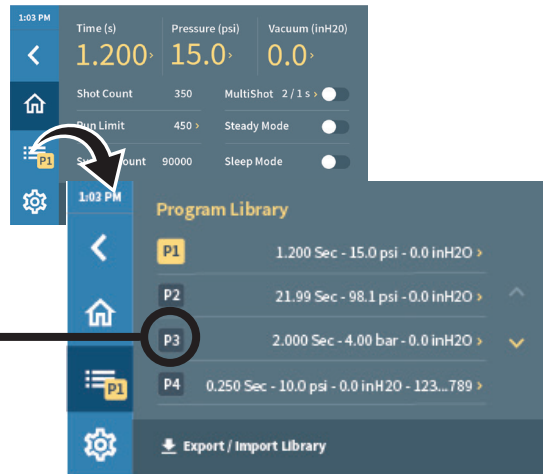 1:03 PM
Time (s) Pressure (psi) Vacuum (inH20)
1.200 › 15.0 › 0.0 ›
Shot Count 350 MultiShot 2 / 1 s ›
Run Limit 450 › Steady Mode
P1
90000 Sleep Mode
1:03 PM
Program Library
P1 1.200 Sec - 15.0 psi - 0.0 inH2O ›
P2 21.99 Sec - 98.1 psi - 0.0 inH2O ›
P3 2.000 Sec - 4.00 bar - 0.0 inH2O ›
P1
P4 0.250 Sec - 10.0 psi - 0.0 inH2O - 123...789 ›
Export / Import Library